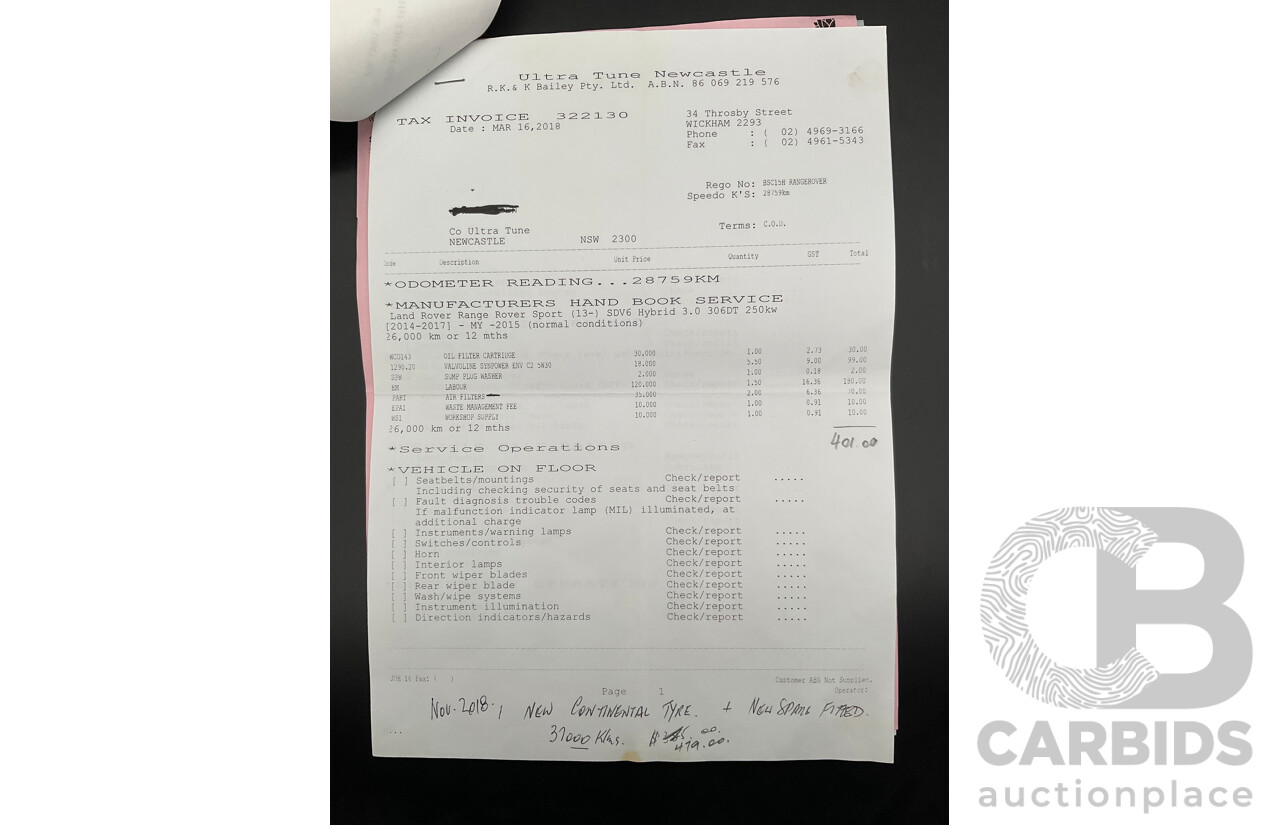 Ultra Tune Newcastle
R.K.& K Bailey Pty. Ltd. A.B.N. 86 069 219 576
TAX INVOICE 322130
Date : MAR 16,2018
34 Throsby Street
WICKHAM 2293
Phone : ( 02) 4969-3166
Fax : ( 02) 4961-5343
Rego No: BSC15H RANGEROVER
Speedo K'S: 28759km
Co Ultra Tune
NEWCASTLE NSW 2300
Terms: C.O.D.
Code Description Unit Price Quantity GST Total
*ODOMETER READING...28759KM
*MANUFACTURERS HAND BOOK SERVICE
Land Rover Range Rover Sport (13-) SDV6 Hybrid 3.0 306DT 250kw
[2014-2017] - MY -2015 (normal conditions)
26,000 km or 12 mths
WCO143 OIL FILTER CARTRIDGE 30.000 1.00 2.73 30.00
1290.20 VALVOLINE SYNPOWER ENV C2 5W30 18.000 5.50 9.00 99.00
SPW SUMP PLUG WASHER 2.000 1.00 0.18 2.00
LABOUR 120.000 1.50 16.36 180.00
PART AIR FILTERS 35.000 2.00 6.36 70.00
EPA1 WASTE MANAGEMENT FEE 10.000 1.00 0.91 10.00
WS1 WORKSHOP SUPPLY 10.000 1.00 0.91 10.00
26,000 km or 12 mths
401.00
*Service Operations
*VEHICLE ON FLOOR
[ ] Seatbelts/mountings Check/report .....
Including checking security of seats and seat belts
[ ] Fault diagnosis trouble codes Check/report .....
If malfunction indicator lamp (MIL) illuminated, at
additional charge
[ ] Instruments/warning lamps Check/report .....
[ ] Switches/controls Check/report .....
[ ] Horn Check/report .....
[ ] Interior lamps Check/report .....
[ ] Front wiper blades Check/report .....
[ ] Rear wiper blade Check/report .....
[ ] Wash/wipe systems Check/report .....
[ ] Instrument illumination Check/report .....
[ ] Direction indicators/hazards Check/report .....
Customer ABN Not Supplied.
Operator:
Page 1
Nov. 2018., NEW CONTINENTAL TYRE. + NEW SPARE FITTED.
37000 Klms.
479.00.
...
CB
CARBIDS
auctionplace